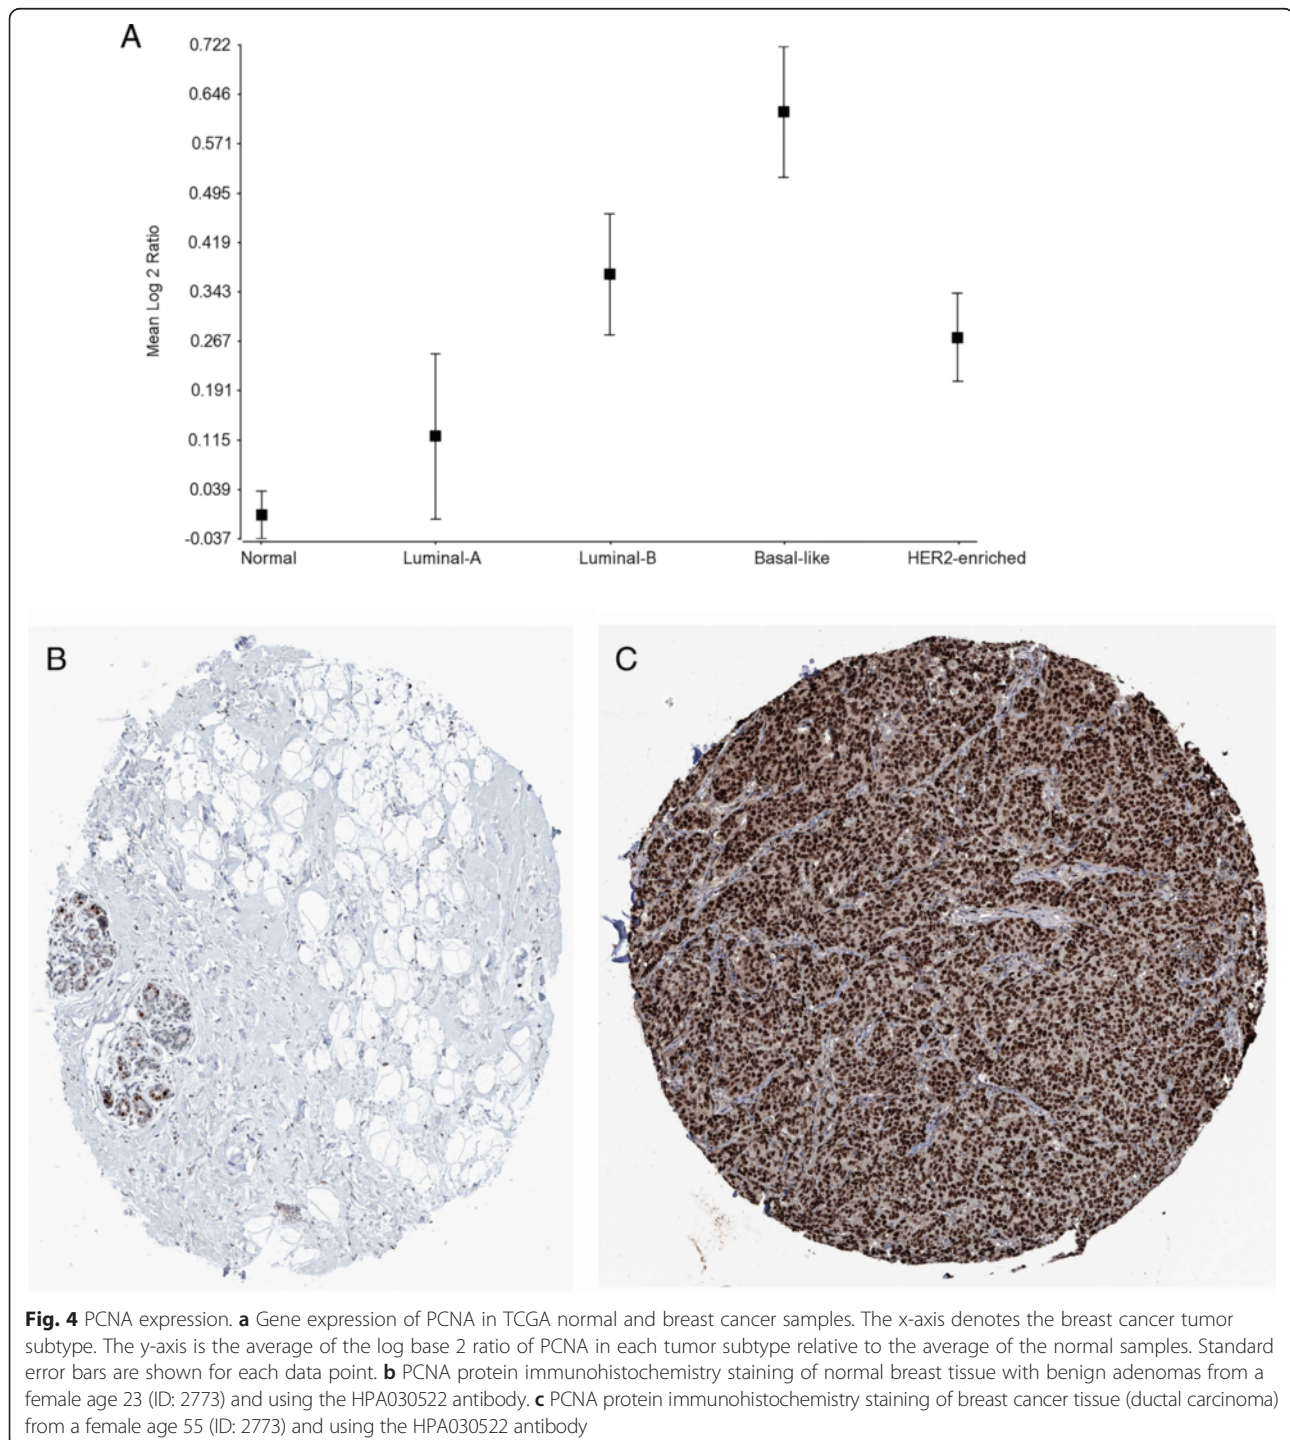 A
0.722
0.646
0.571
0.495
0.419
0.343
0.267
0.191
0.115
0.039
-0.037
Mean Log 2 Ratio
Normal Luminal-A Luminal-B Basal-like HER2-enriched
B
C
Fig. 4 PCNA expression. a Gene expression of PCNA in TCGA normal and breast cancer samples. The x-axis denotes the breast cancer tumor
subtype. The y-axis is the average of the log base 2 ratio of PCNA in each tumor subtype relative to the average of the normal samples. Standard
error bars are shown for each data point. b PCNA protein immunohistochemistry staining of normal breast tissue with benign adenomas from a
female age 23 (ID: 2773) and using the HPA030522 antibody. c PCNA protein immunohistochemistry staining of breast cancer tissue (ductal carcinoma)
from a female age 55 (ID: 2773) and using the HPA030522 antibody